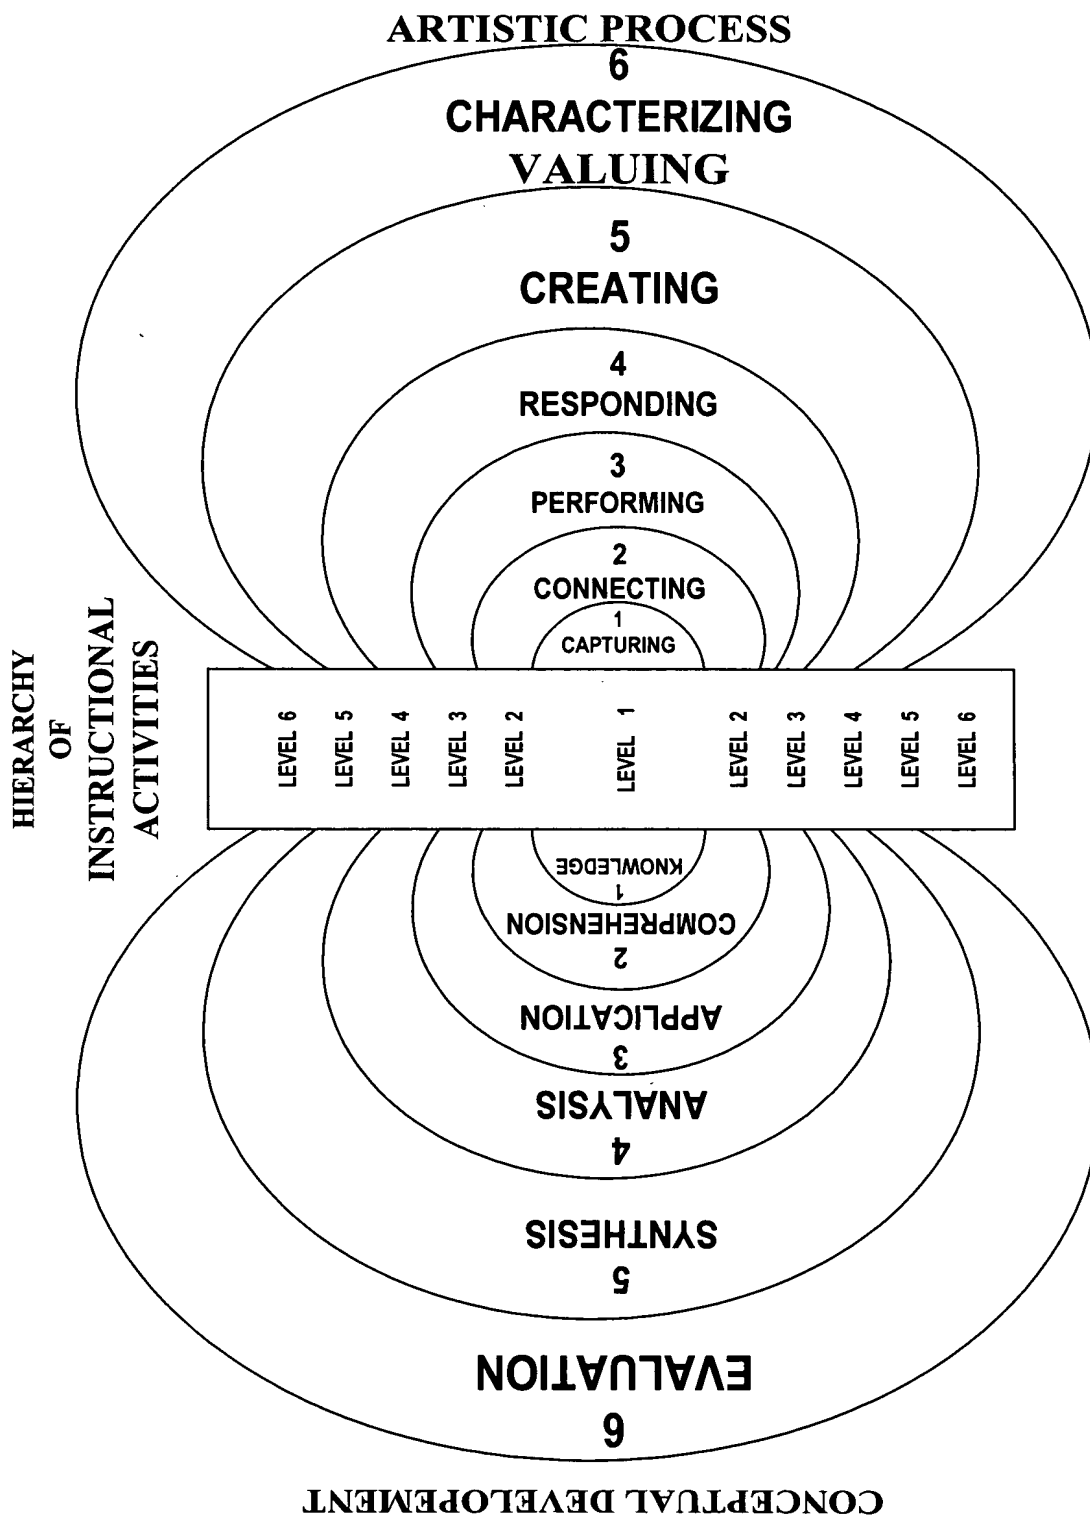 ARTISTIC PROCESS
6
CHARACTERIZING
VALUING
5
CREATING
4
RESPONDING
3
PERFORMING
2
CONNECTING
1
CAPTURING
HIERARCHY
OF
INSTRUCTIONAL
ACTIVITIES
LEVEL 6
LEVEL 5
LEVEL 4
LEVEL 3
LEVEL 2
LEVEL 1
LEVEL 2
LEVEL 3
LEVEL 4
LEVEL 5
LEVEL 6
KNOWLEDGE
1
COMPREHENSION
2
APPLICATION
3
ANALYSIS
4
SYNTHESIS
5
EVALUATION
6
CONCEPTUAL DEVELOPEMENT